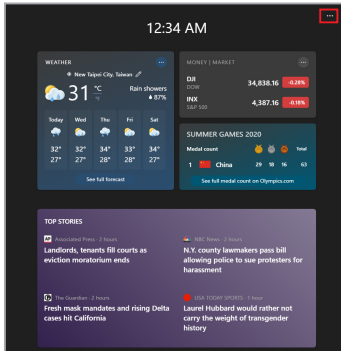 12:34 AM
WEATHER
New Taipei City, Taiwan
31 °C
Rain showers
87%
Today Wed Thu Fri Sat
32° 32° 34° 33° 34°
27° 27° 28° 28° 27°
See full forecast
MONEY | MARKET
DJI
DOW
34,838.16
-0.28%
INX
S&P 500
4,387.16
-0.18%
SUMMER GAMES 2020
Medal count
Total
1 China 29 18 16 63
See full medal count on Olympics.com
TOP STORIES
AP Associated Press · 2 hours
Landlords, tenants fill courts as
eviction moratorium ends
NBC News · 2 hours
N.Y. county lawmakers pass bill
allowing police to sue protesters for
harassment
The Guardian · 2 hours
Fresh mask mandates and rising Delta
cases hit California
USA TODAY SPORTS · 1 hour
Laurel Hubbard would rather not
carry the weight of transgender
history